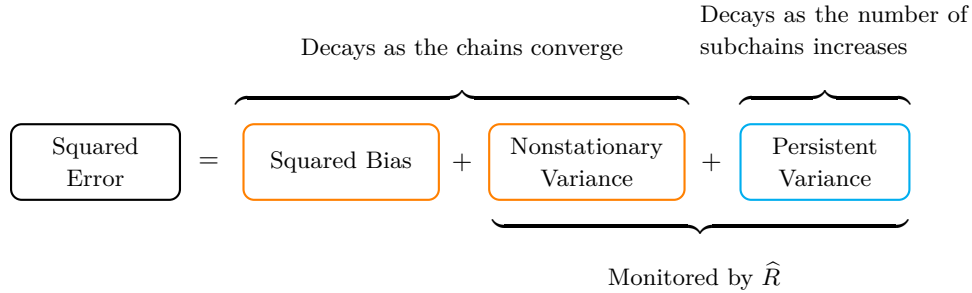 Decays as the number of
subchains increases
Decays as the chains converge
Squared
Error
=
Squared Bias
+
Nonstationary
Variance
+
Persistent
Variance
Monitored by R̂